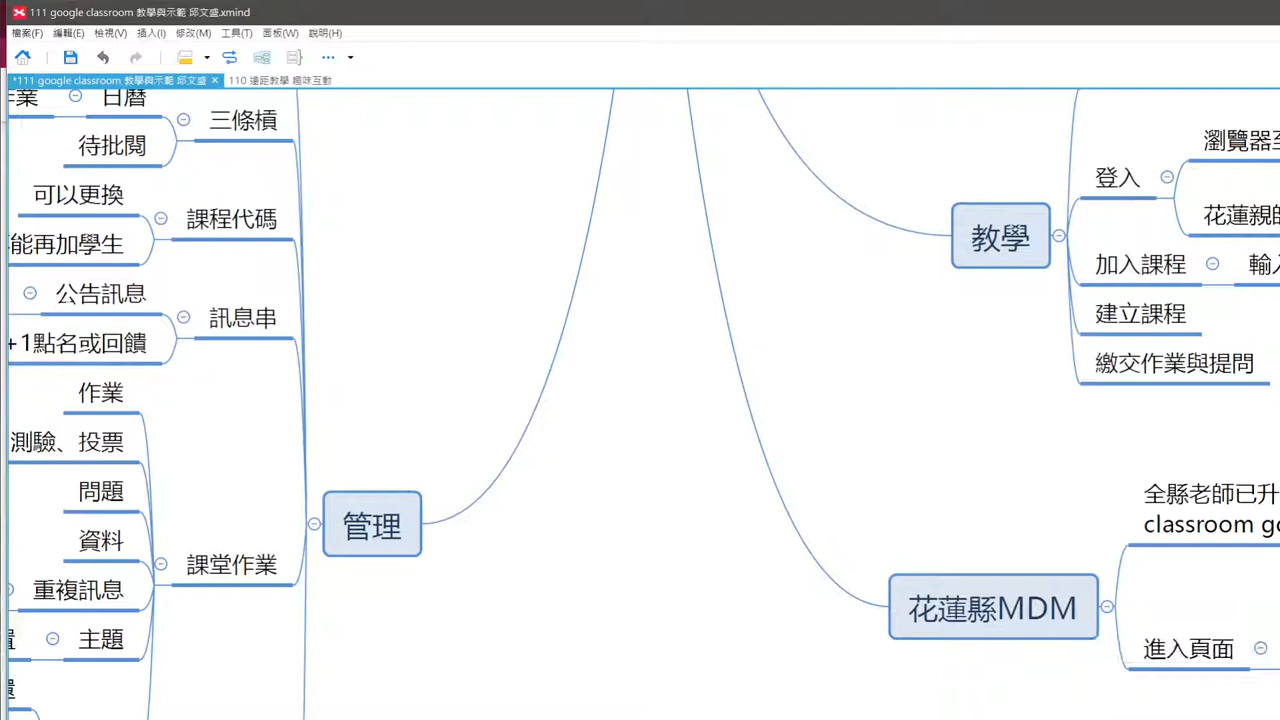 111 google classroom 教學與示範 邱文盛.xmind
檔案(F) 編輯(E) 檢視(V) 插入(I) 修改(M) 工具(T) 面板(W) 說明(H)
*111 google classroom 教學與示範 邱文盛 110 遠距教學 趣味互動
日曆
待批閱
三條槓
可以更換
能再加學生
課程代碼
公告訊息
+1點名或回饋
訊息串
作業
測驗、投票
問題
資料
重複訊息
主題
課堂作業
管理
教學
登入
瀏覽器至
花蓮親師
加入課程
輸入
建立課程
繳交作業與提問
花蓮縣MDM
全縣老師已升
classroom go
進入頁面